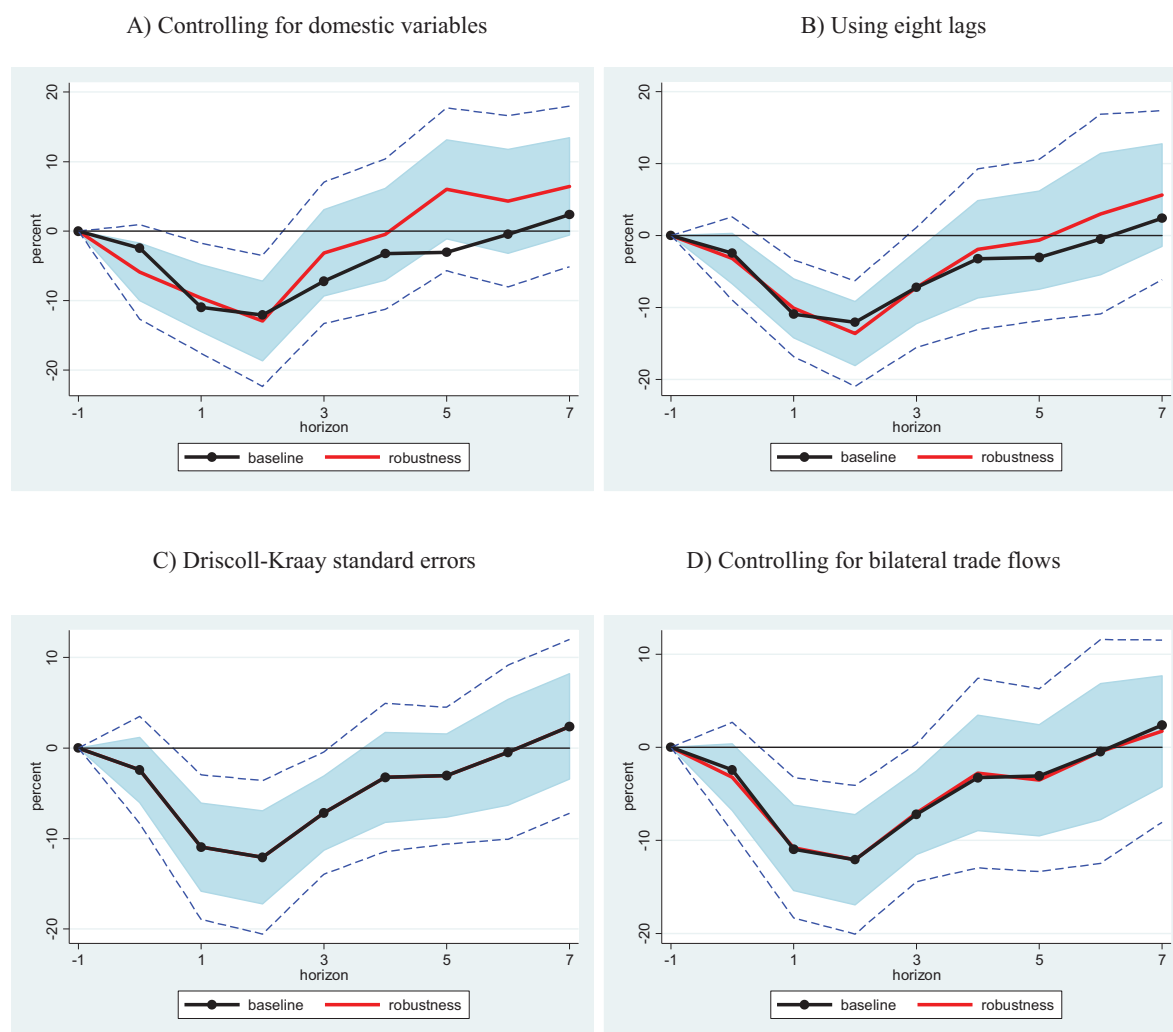 A) Controlling for domestic variables
B) Using eight lags
20
10
0
-10
-20
percent
-1
1
3
5
7
horizon
baseline
robustness
20
10
0
-10
-20
percent
-1
1
3
5
7
horizon
baseline
robustness
C) Driscoll-Kraay standard errors
D) Controlling for bilateral trade flows
10
0
-10
-20
percent
-1
1
3
5
7
horizon
baseline
robustness
10
0
-10
-20
percent
-1
1
3
5
7
horizon
baseline
robustness